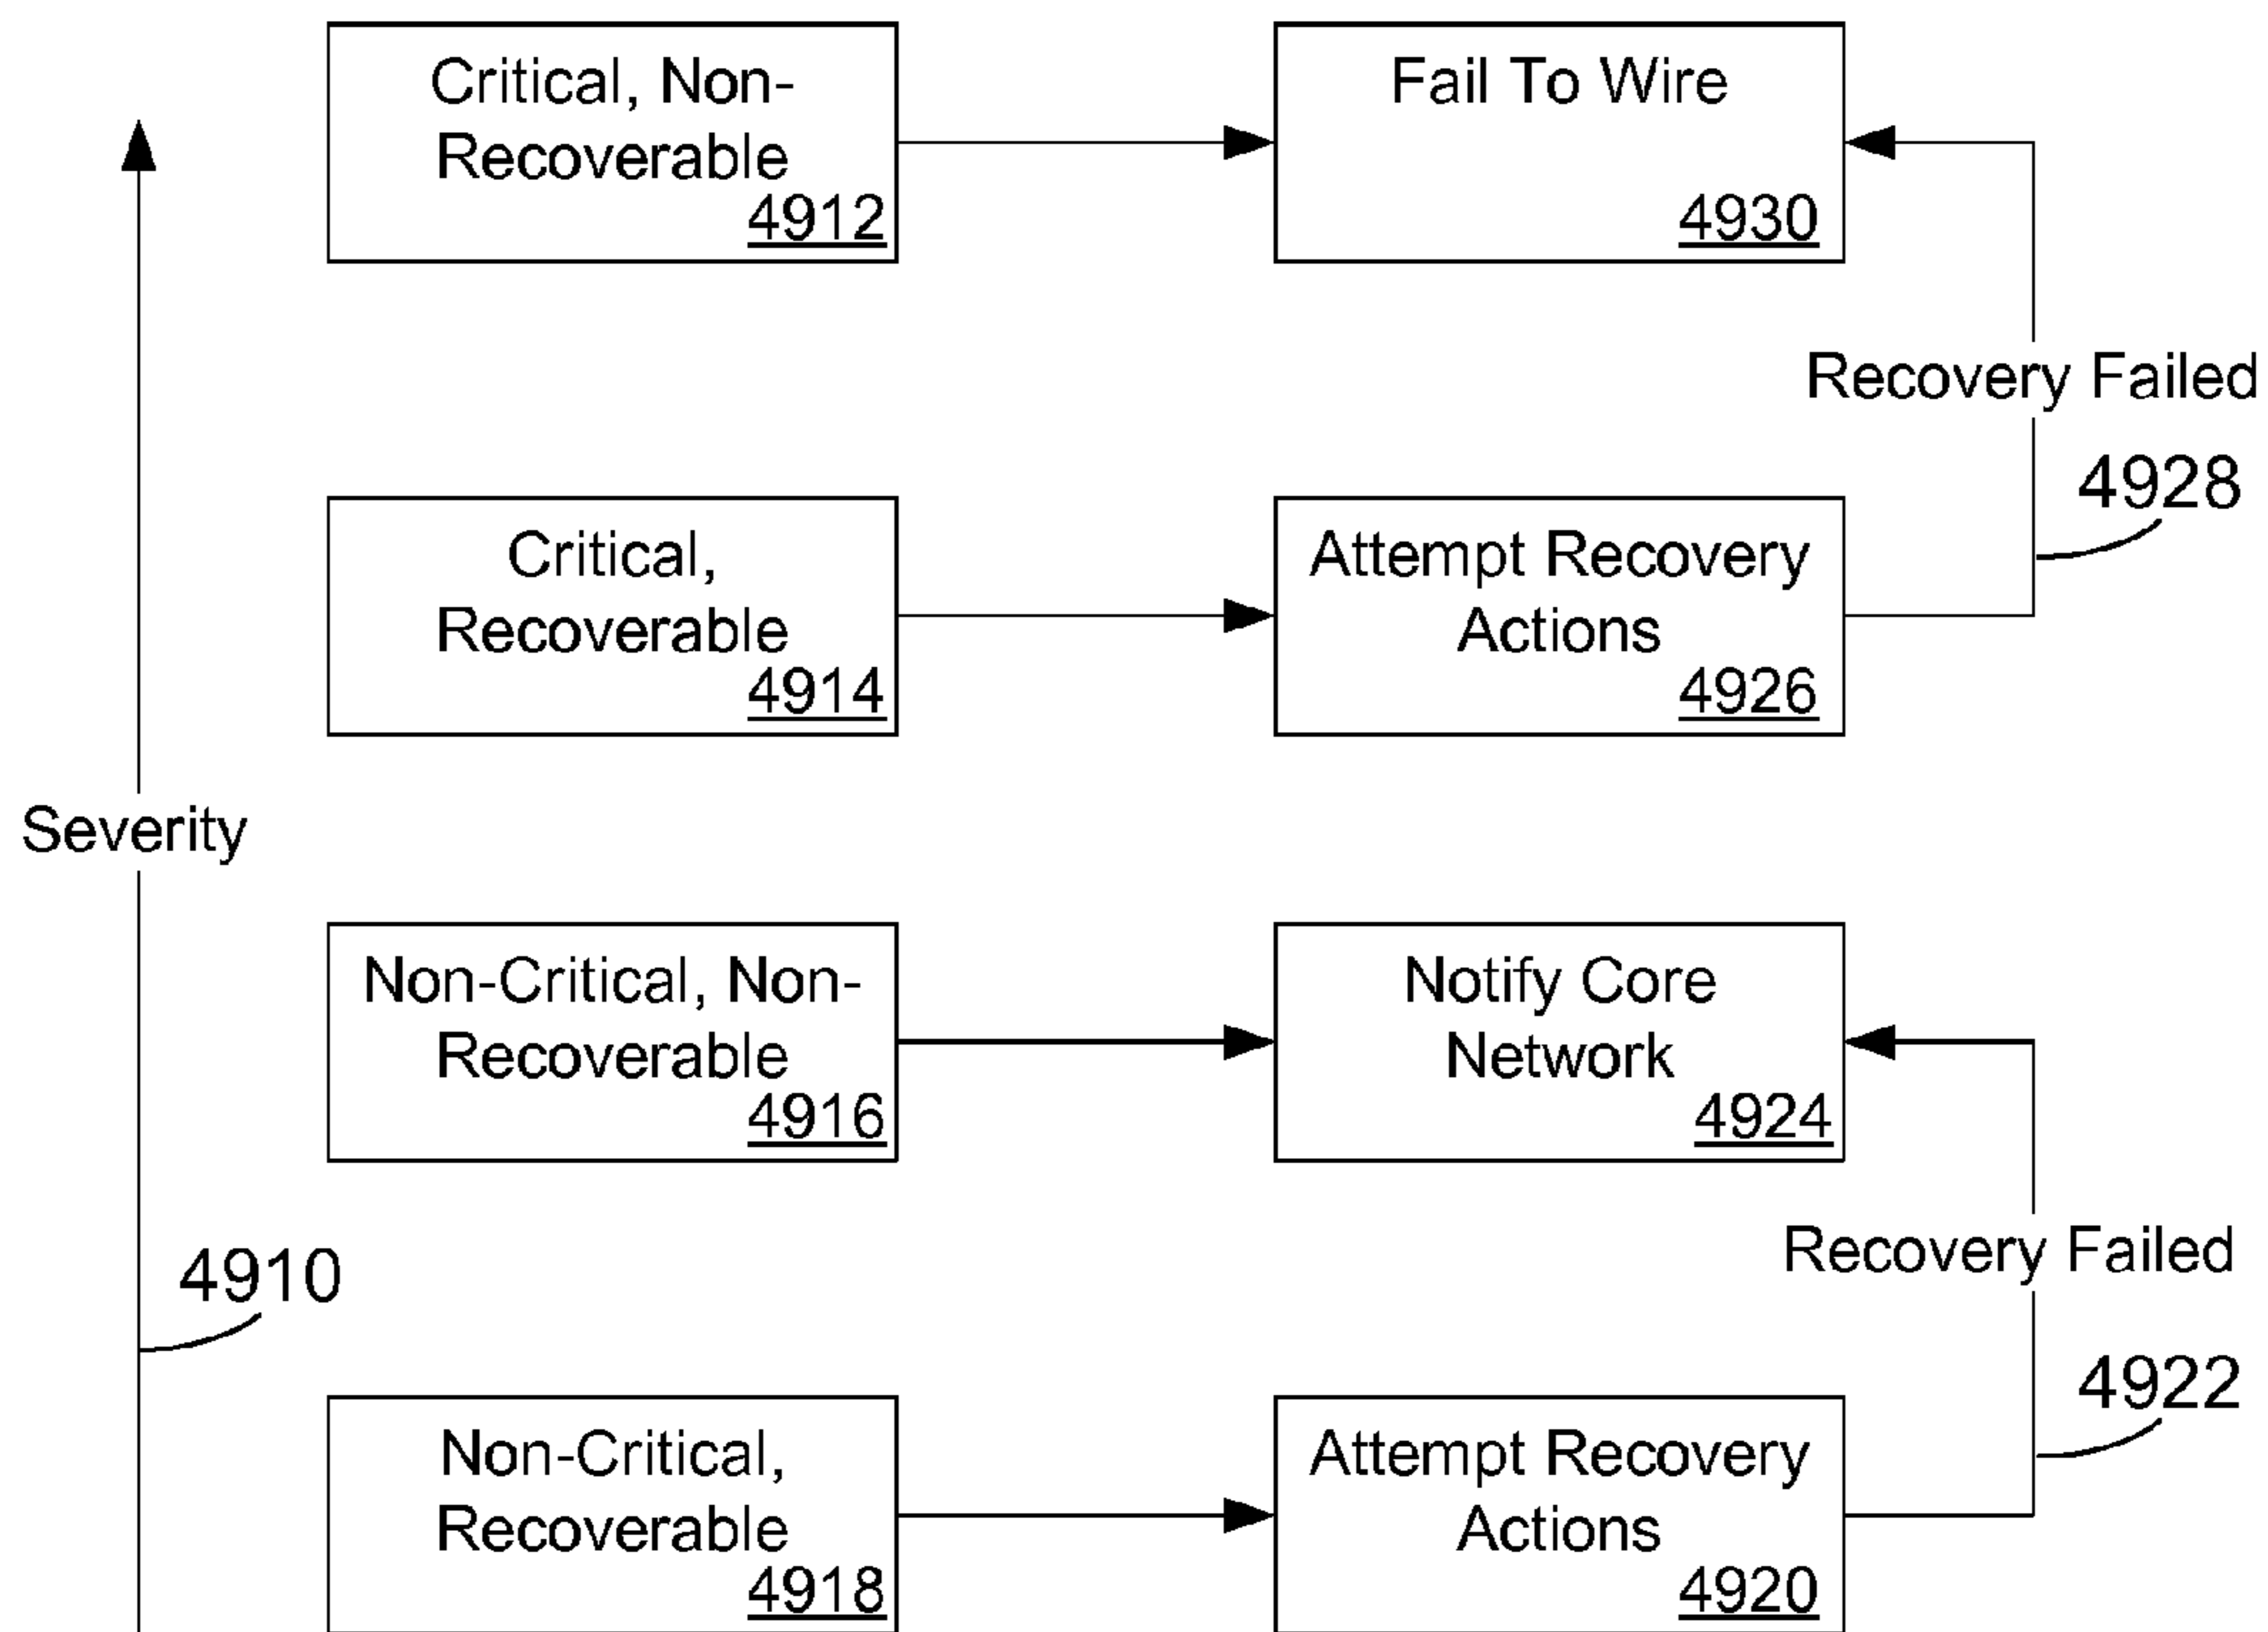 Critical, Non-
Recoverable
4912
Fail To Wire
4930
Recovery Failed
4928
Critical,
Recoverable
4914
Attempt Recovery
Actions
4926
Severity
Non-Critical, Non-
Recoverable
4916
Notify Core
Network
4924
Recovery Failed
4922
4910
Non-Critical,
Recoverable
4918
Attempt Recovery
Actions
4920